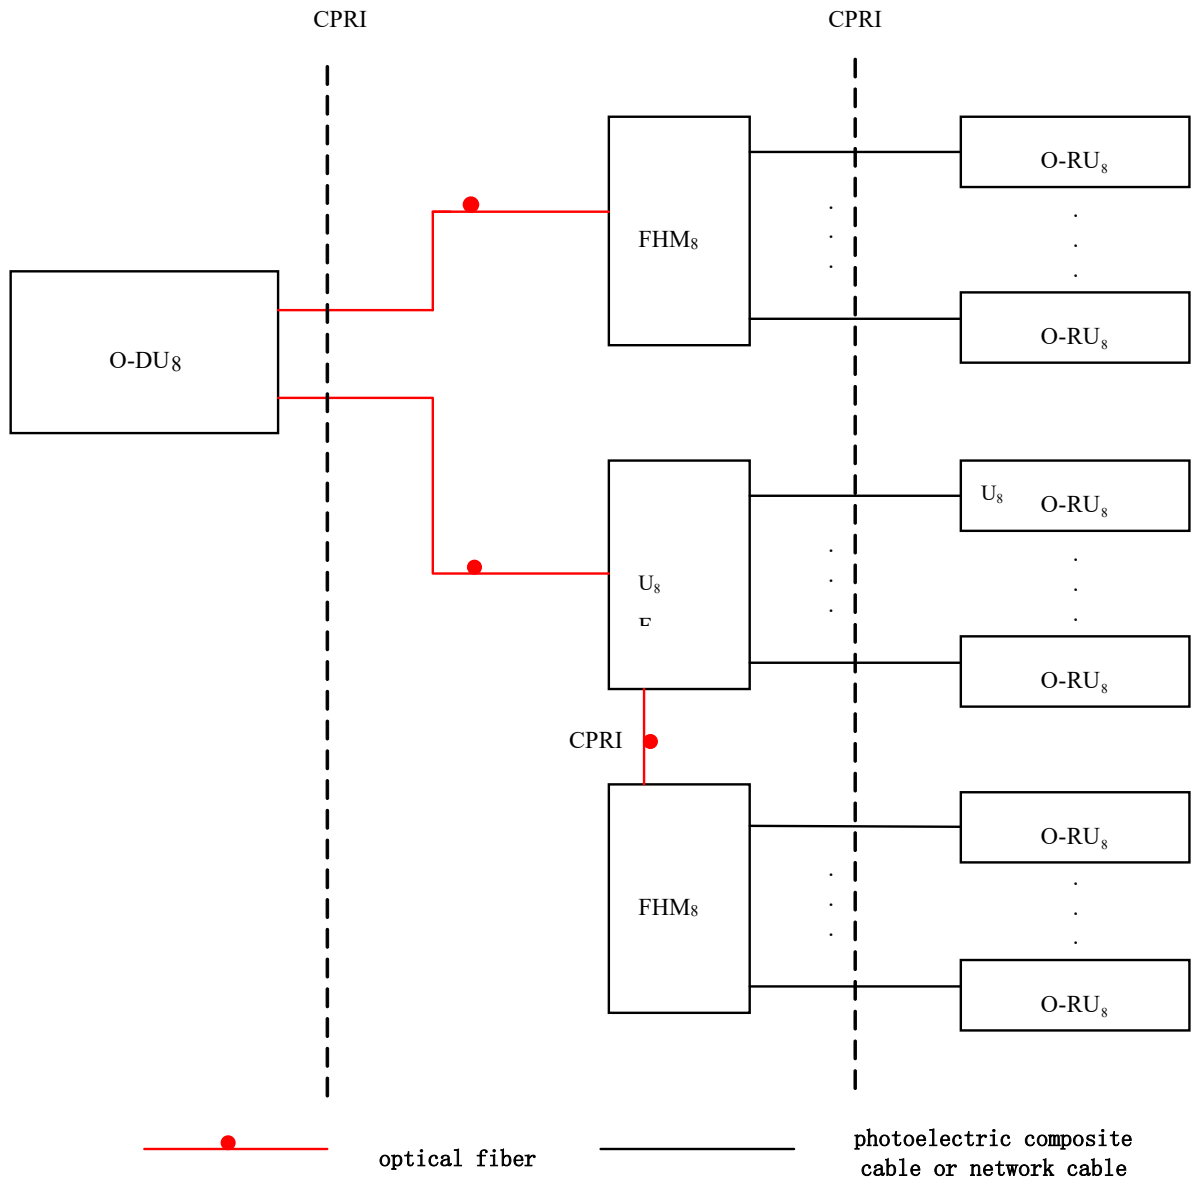 CPRI
CPRI
O-RU₈
FHM₈
O-RU₈
O-DU₈
U₈ O-RU₈
U₈
O-RU₈
CPRI
O-RU₈
FHM₈
O-RU₈
optical fiber
photoelectric composite
cable or network cable